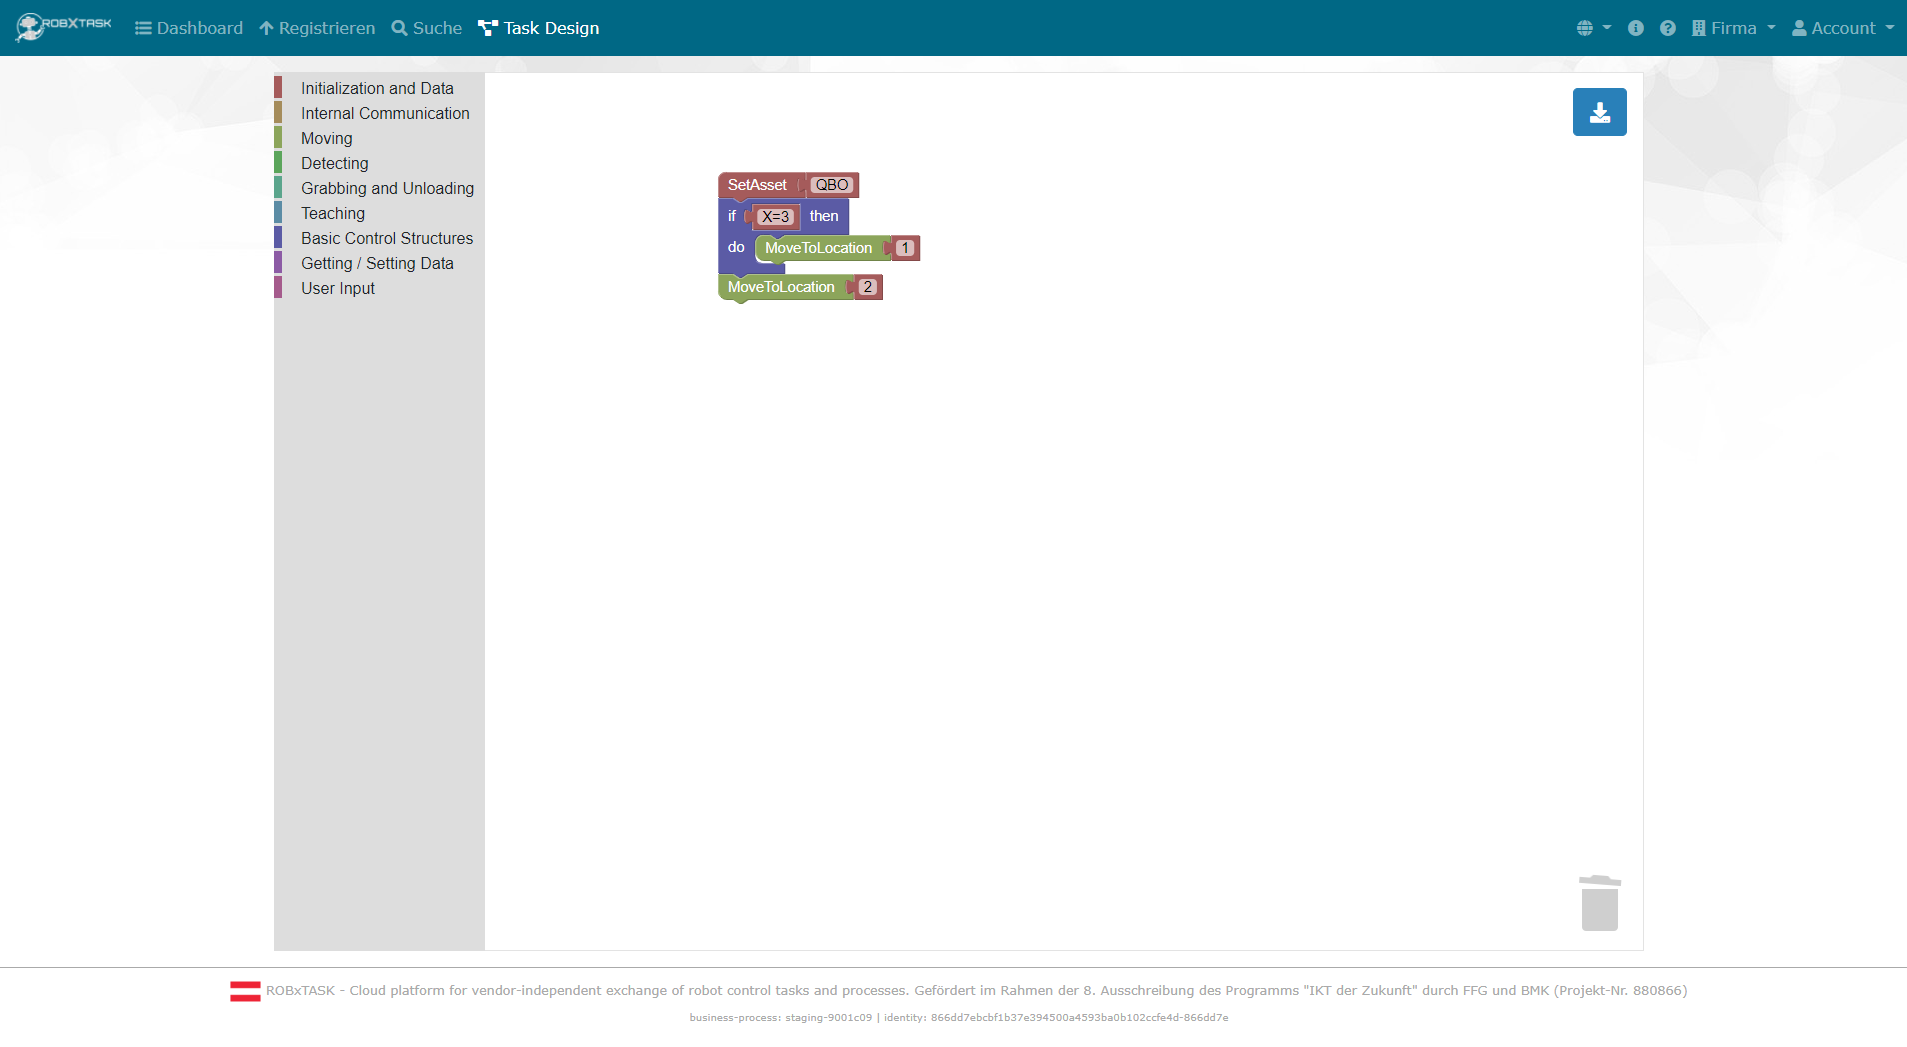 ROBXTASK Dashboard Registrieren Suche Task Design Firma Account
Initialization and Data
Internal Communication
Moving
Detecting
Grabbing and Unloading
Teaching
Basic Control Structures
Getting / Setting Data
User Input
SetAsset QBO
if X=3 then
do MoveToLocation 1
MoveToLocation 2
ROBxTASK - Cloud platform for vendor-independent exchange of robot control tasks and processes. Gefördert im Rahmen der 8. Ausschreibung des Programms "IKT der Zukunft" durch FFG und BMK (Projekt-Nr. 880866)
business-process: staging-9001c09 | identity: 866dd7ebcbf1b37e394500a4593ba0b102ccfe4d-866dd7e